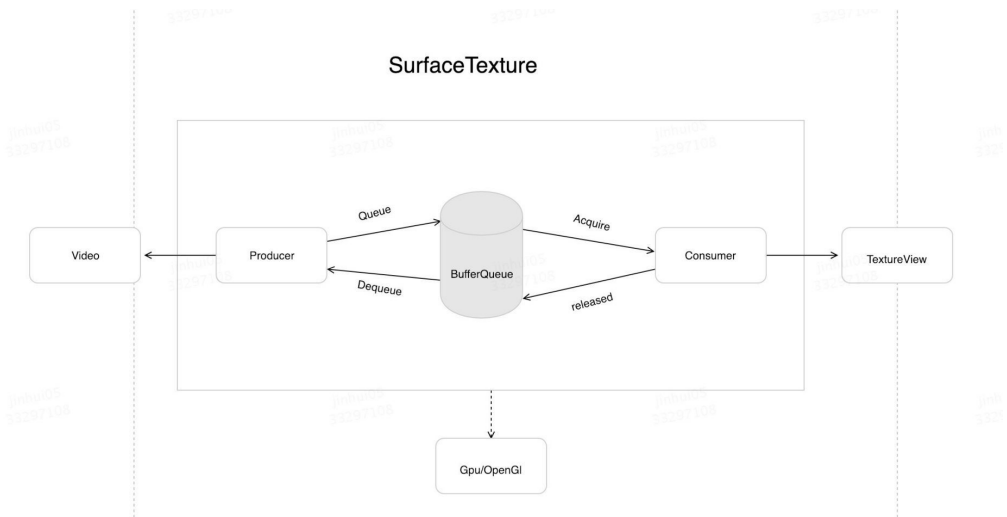 SurfaceTexture
Queue
Acquire
Video
Producer
BufferQueue
Consumer
TextureView
Dequeue
released
Gpu/OpenGl